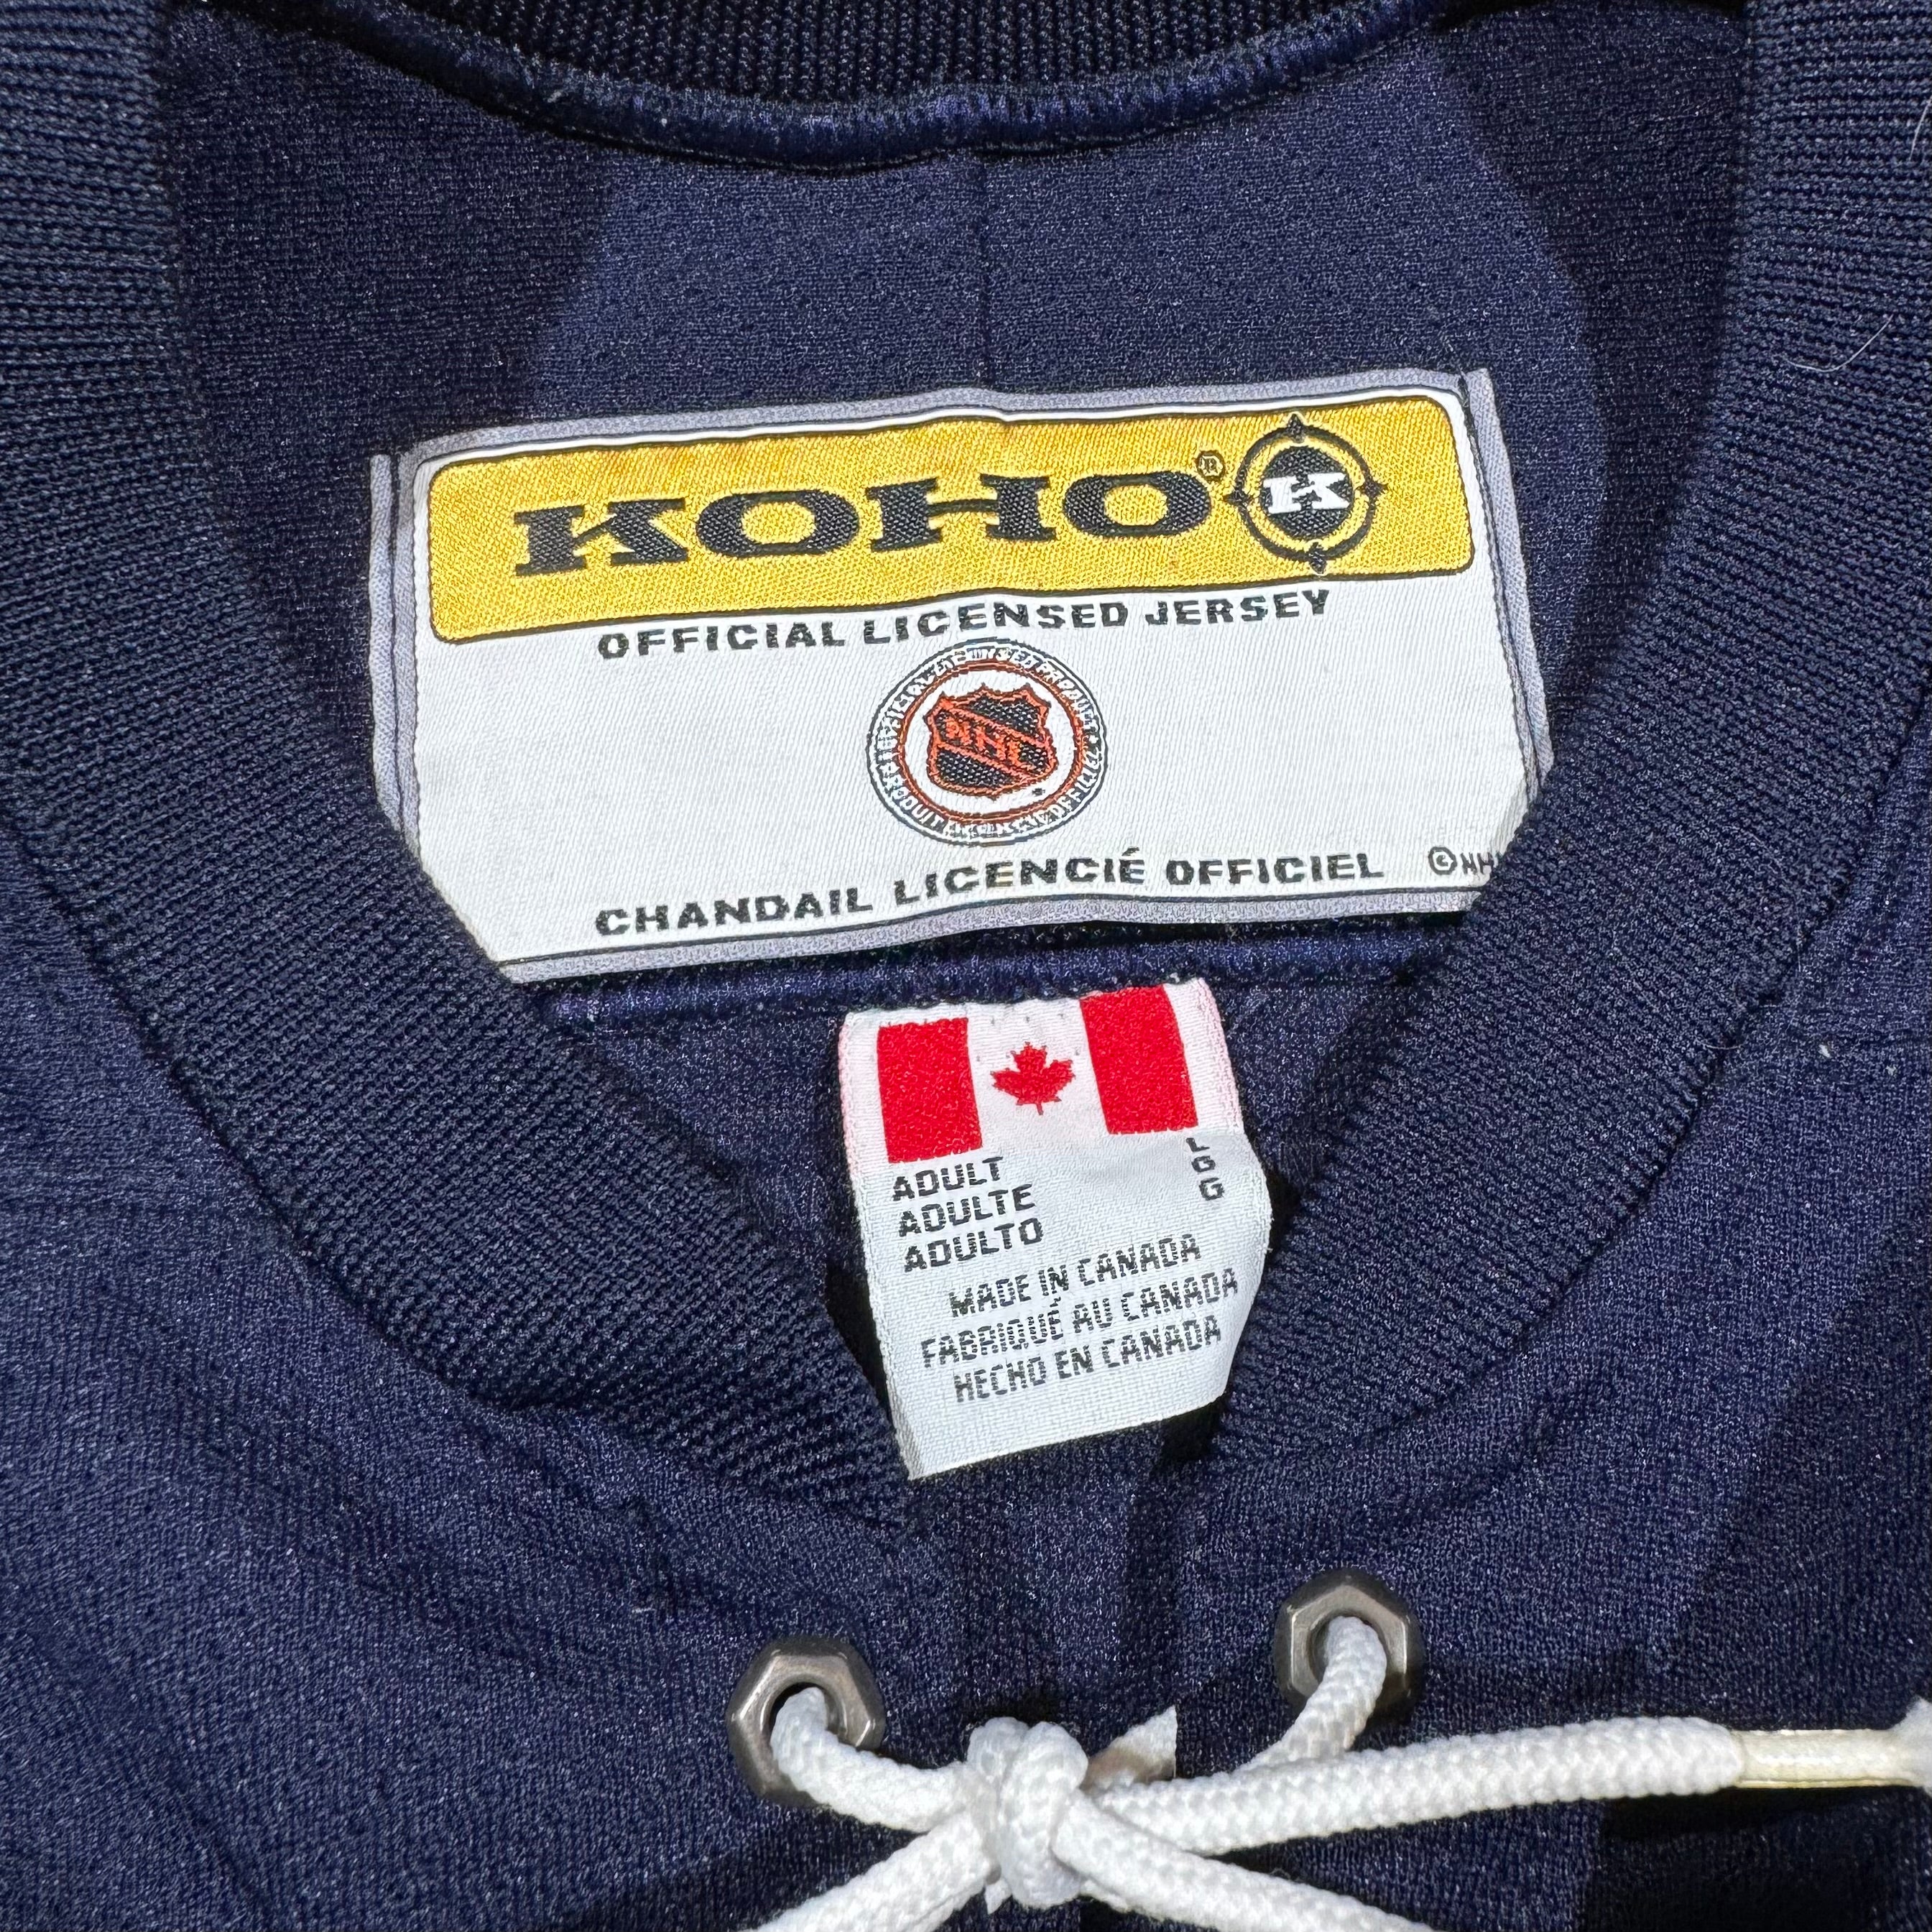 KOHO® K
OFFICIAL LICENSED JERSEY
NHL
CHANDAIL LICENCIÉ OFFICIEL ©NH
ADULT L
ADULTE G
ADULTO G
MADE IN CANADA
FABRIQUÉ AU CANADA
HECHO EN CANADA